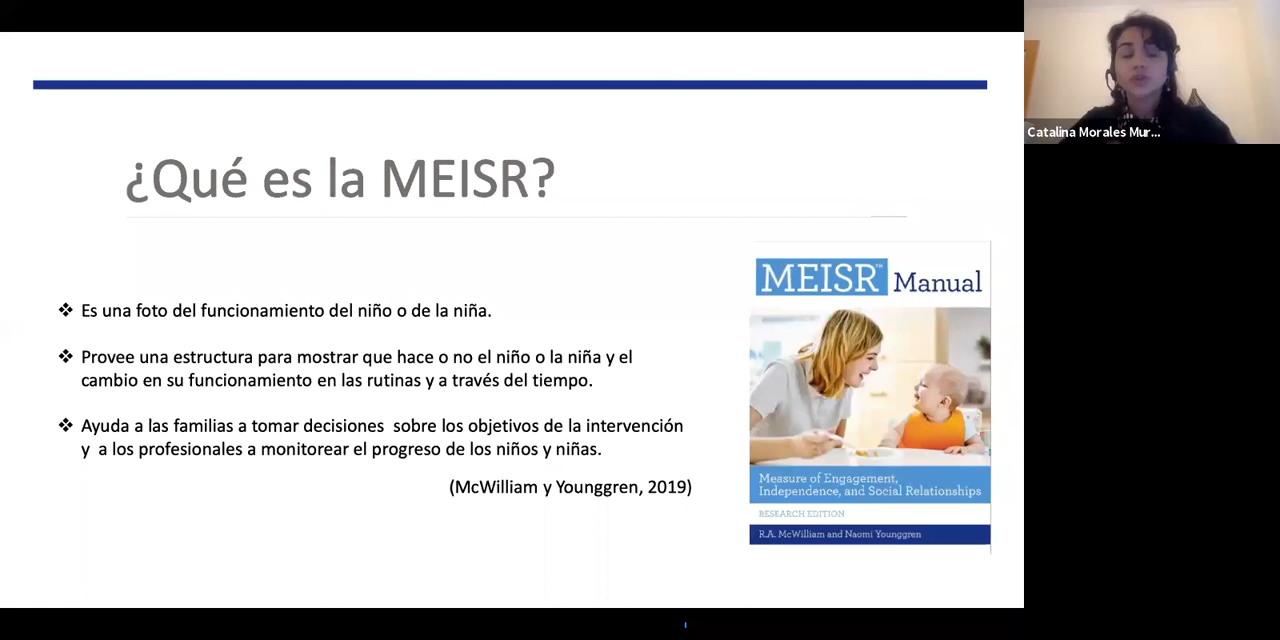 ¿Qué es la MEISR?
❖ Es una foto del funcionamiento del niño o de la niña.
❖ Provee una estructura para mostrar que hace o no el niño o la niña y el
cambio en su funcionamiento en las rutinas y a través del tiempo.
❖ Ayuda a las familias a tomar decisiones sobre los objetivos de la intervención
y a los profesionales a monitorear el progreso de los niños y niñas.
(McWilliam y Younggren, 2019)
MEISR™ Manual
Measure of Engagement,
Independence, and Social Relationships
RESEARCH EDITION
R.A. McWilliam and Naomi Younggren
Catalina Morales Mur...